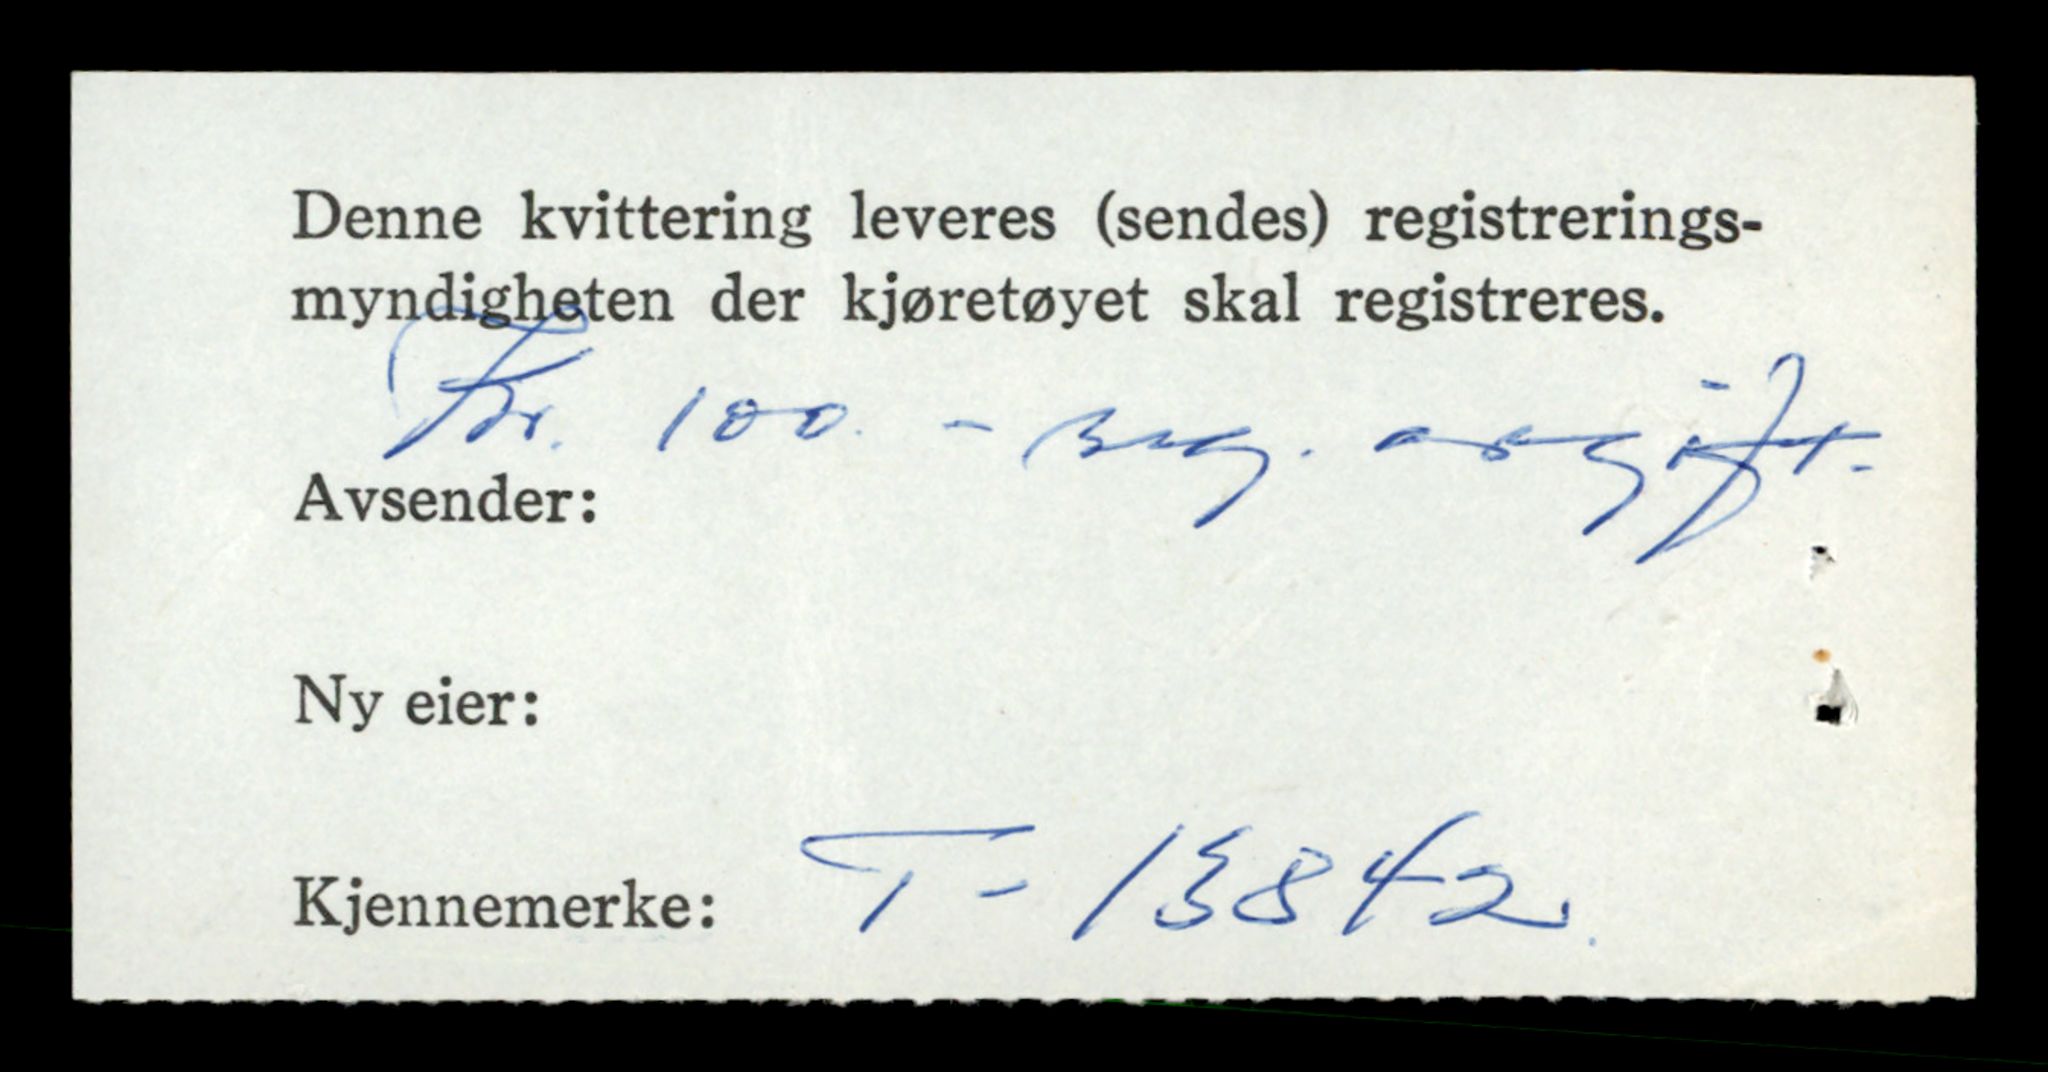 Denne kvittering leveres (sendes) registrerings-
myndigheten der kjøretøyet skal registreres.
Kr. 100. - reg. avgift.
Avsender:
Ny eier:
Kjennemerke: T-13842.